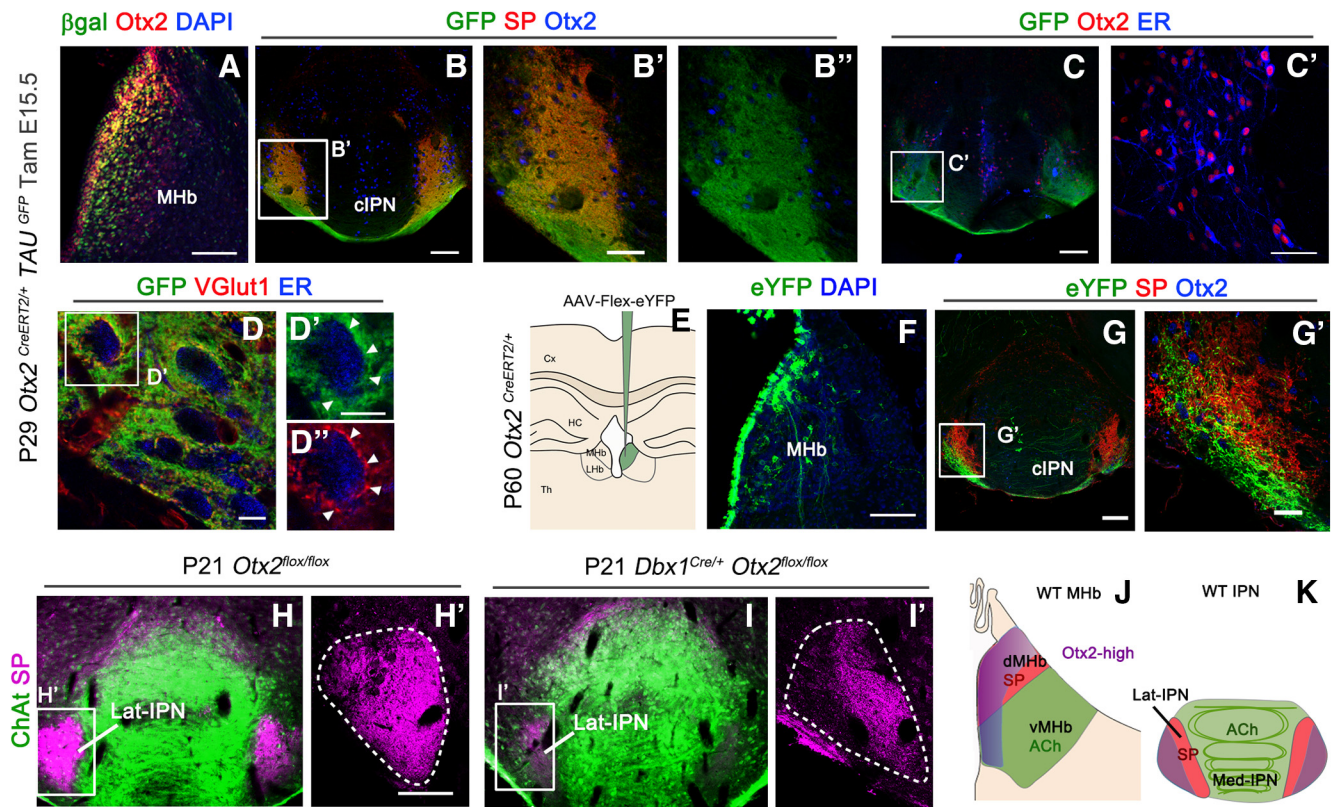 βgal Otx2 DAPI
GFP SP Otx2
GFP Otx2 ER
P29 Otx2 CreERT2/+ TAU GFP Tam E15.5
A
MHb
B
B'
cIPN
B'
B''
C
C'
C'
GFP VGlut1 ER
D
D'
D'
D''
P60 Otx2 CreERT2/+
AAV-Flex-eYFP
E
Cx
HC
MHb
LHb
Th
eYFP DAPI
F
MHb
eYFP SP Otx2
G
G'
cIPN
G'
P21 Otx2flox/flox
P21 Dbx1Cre/+ Otx2flox/flox
ChAt SP
H
H'
Lat-IPN
H'
I
I'
Lat-IPN
I'
WT MHb
J
Otx2-high
dMHb
SP
vMHb
ACh
WT IPN
K
Lat-IPN
ACh
SP
Med-IPN